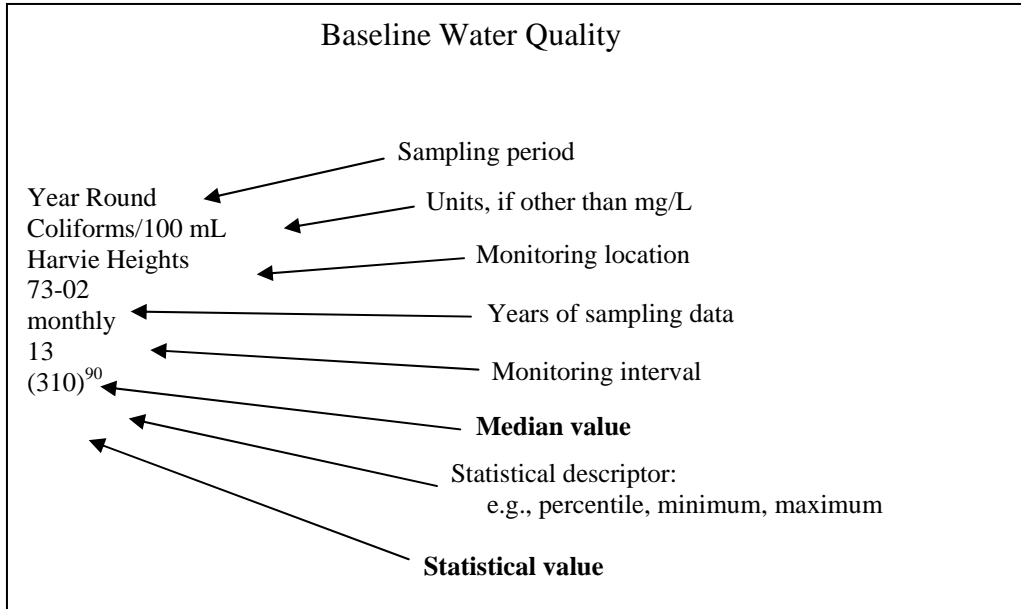 Baseline Water Quality
Sampling period
Year Round
Units, if other than mg/L
Coliforms/100 mL
Harvie Heights
Monitoring location
73-02
Years of sampling data
monthly
13
Monitoring interval
(310)90
Median value
Statistical descriptor:
e.g., percentile, minimum, maximum
Statistical value